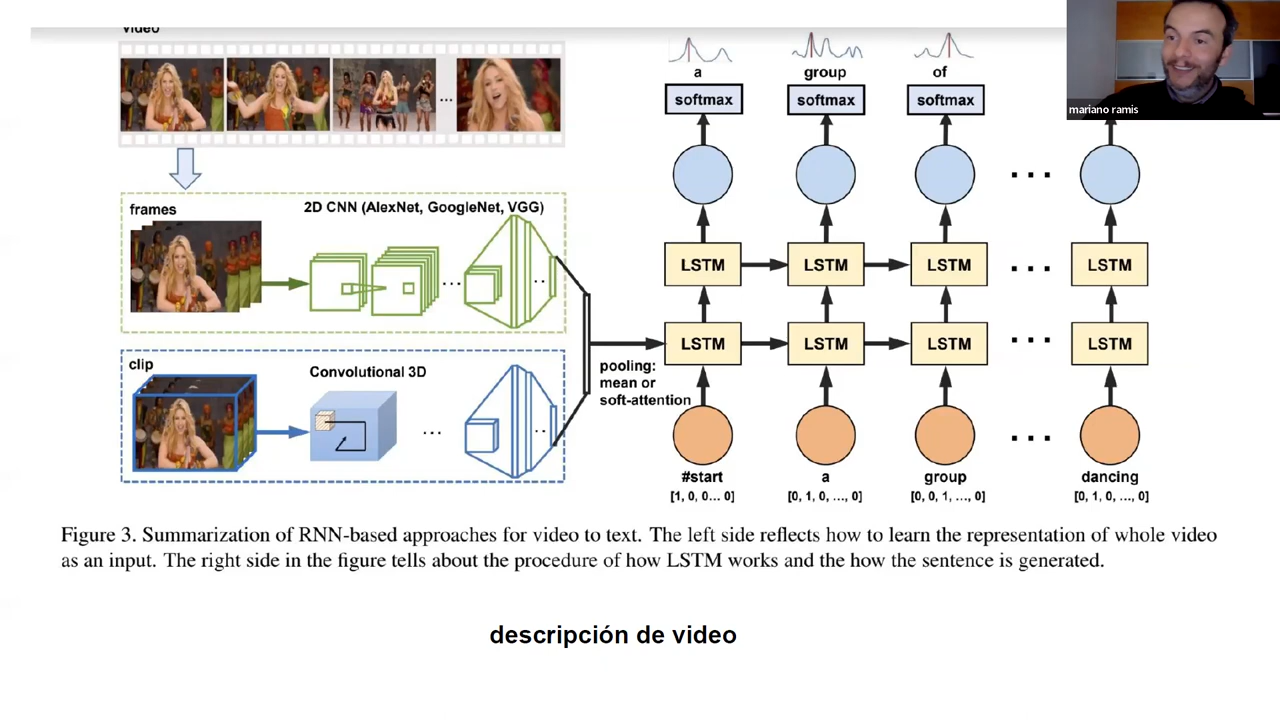 video
a group of
softmax softmax softmax
mariano ramis
frames 2D CNN (AlexNet, GoogleNet, VGG)
...
LSTM LSTM LSTM ... LSTM
LSTM LSTM LSTM ... LSTM
clip
Convolutional 3D
...
pooling:
mean or
soft-attention
#start a group dancing
[1, 0, 0... 0] [0, 1, 0, ..., 0] [0, 0, 1, ..., 0] [0, 1, 0, ..., 0]
Figure 3. Summarization of RNN-based approaches for video to text. The left side reflects how to learn the representation of whole video
as an input. The right side in the figure tells about the procedure of how LSTM works and the how the sentence is generated.
descripción de video